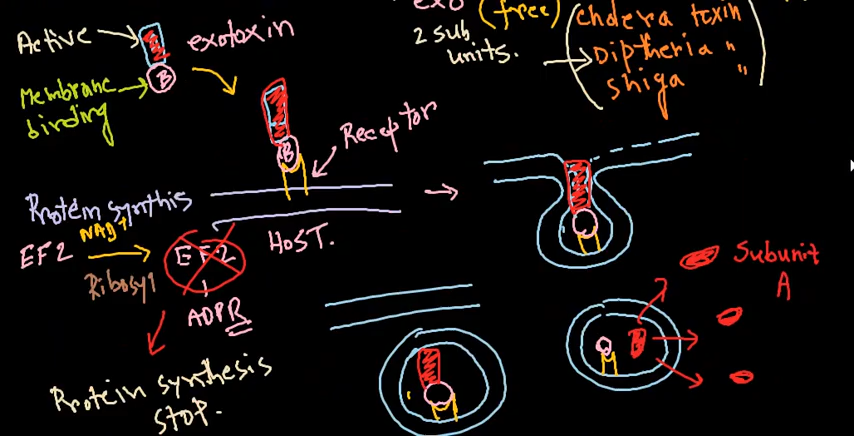 exo (free)
2 sub
units.
Cholera toxin
Diptheria "
Shiga "
Active
exotoxin
B
Membrane
binding
B
Receptor
Protein synthis
EF2
NAD+
Ribosyl
EF2
ADPR
HOST.
Protein synthesis
STOP.
Subunit
A